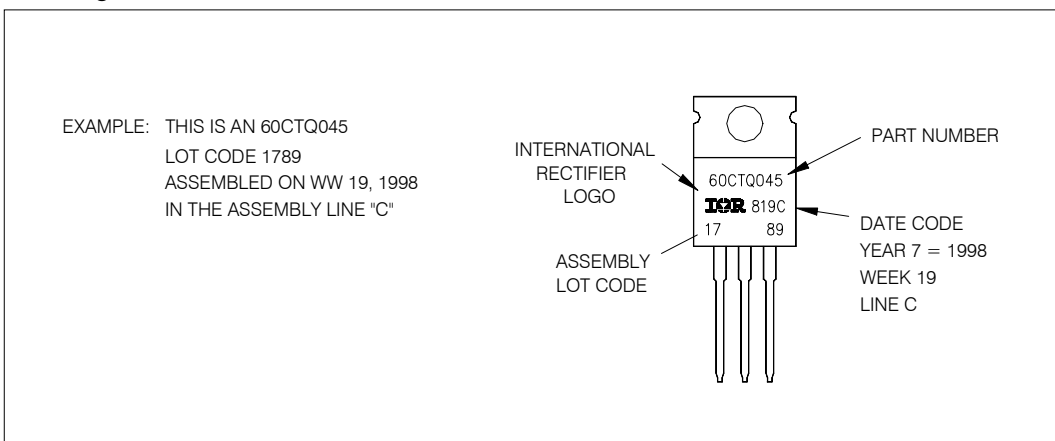 EXAMPLE: THIS IS AN 60CTQ045
LOT CODE 1789
ASSEMBLED ON WW 19, 1998
IN THE ASSEMBLY LINE "C"
INTERNATIONAL
RECTIFIER
LOGO
ASSEMBLY
LOT CODE
60CTQ045
IOR 819C
17 89
PART NUMBER
DATE CODE
YEAR 7 = 1998
WEEK 19
LINE C